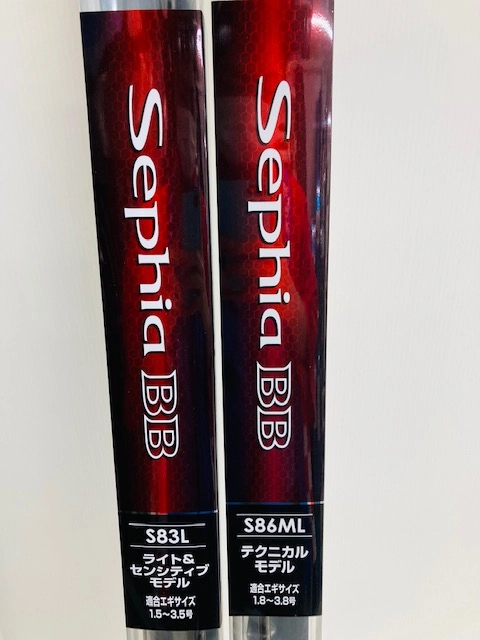 Sephia BB
S83L
ライト&
センシティブ
モデル
適合エギサイズ
1.5~3.5号
Sephia BB
S86ML
テクニカル
モデル
適合エギサイズ
1.8~3.8号